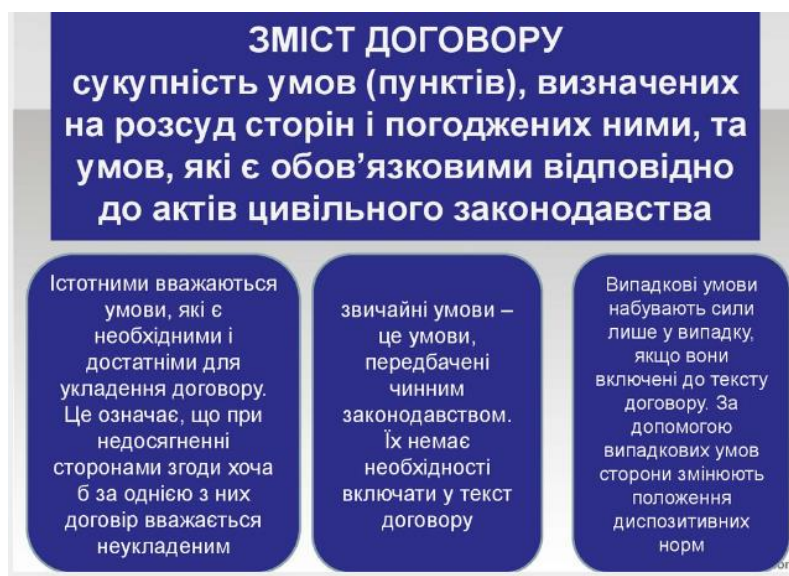 ЗМІСТ ДОГОВОРУ
сукупність умов (пунктів), визначених
на розсуд сторін і погоджених ними, та
умов, які є обов’язковими відповідно
до актів цивільного законодавства
Істотними вважаються
умови, які є
необхідними і
достатніми для
укладення договору.
Це означає, що при
недосягненні
сторонами згоди хоча
б за однією з них
договір вважається
неукладеним
звичайні умови –
це умови,
передбачені
чинним
законодавством.
Їх немає
необхідності
включати у текст
договору
Випадкові умови
набувають сили
лише у випадку,
якщо вони
включені до тексту
договору. За
допомогою
випадкових умов
сторони змінюють
положення
диспозитивних
норм